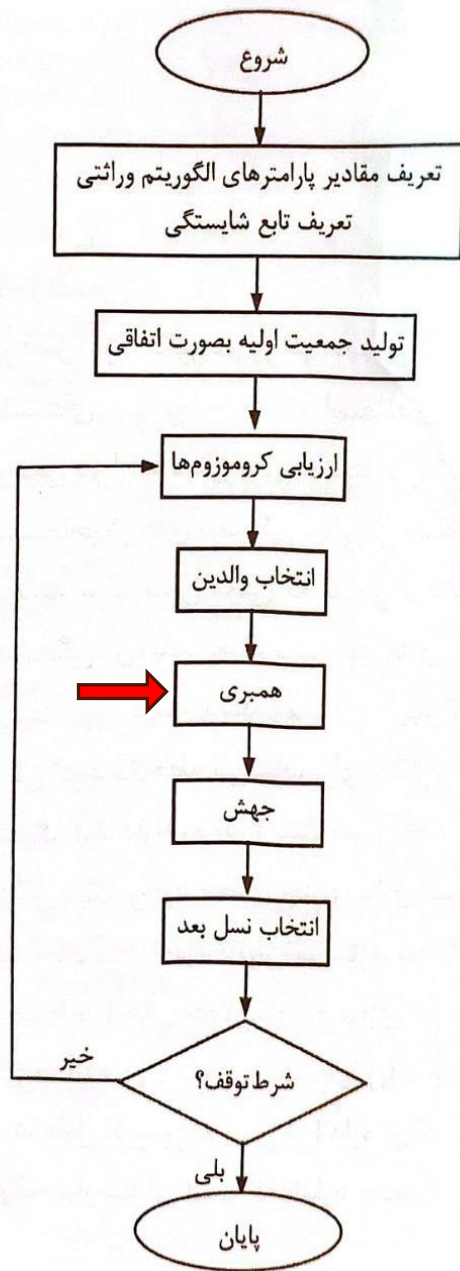 شروع
تعریف مقادیر پارامترهای الگوریتم وراثتی
تعریف تابع شایستگی
تولید جمعیت اولیه بصورت اتفاقی
ارزیابی کروموزوم‌ها
انتخاب والدین
همبری
جهش
انتخاب نسل بعد
شرط توقف؟
خیر
بلی
پایان